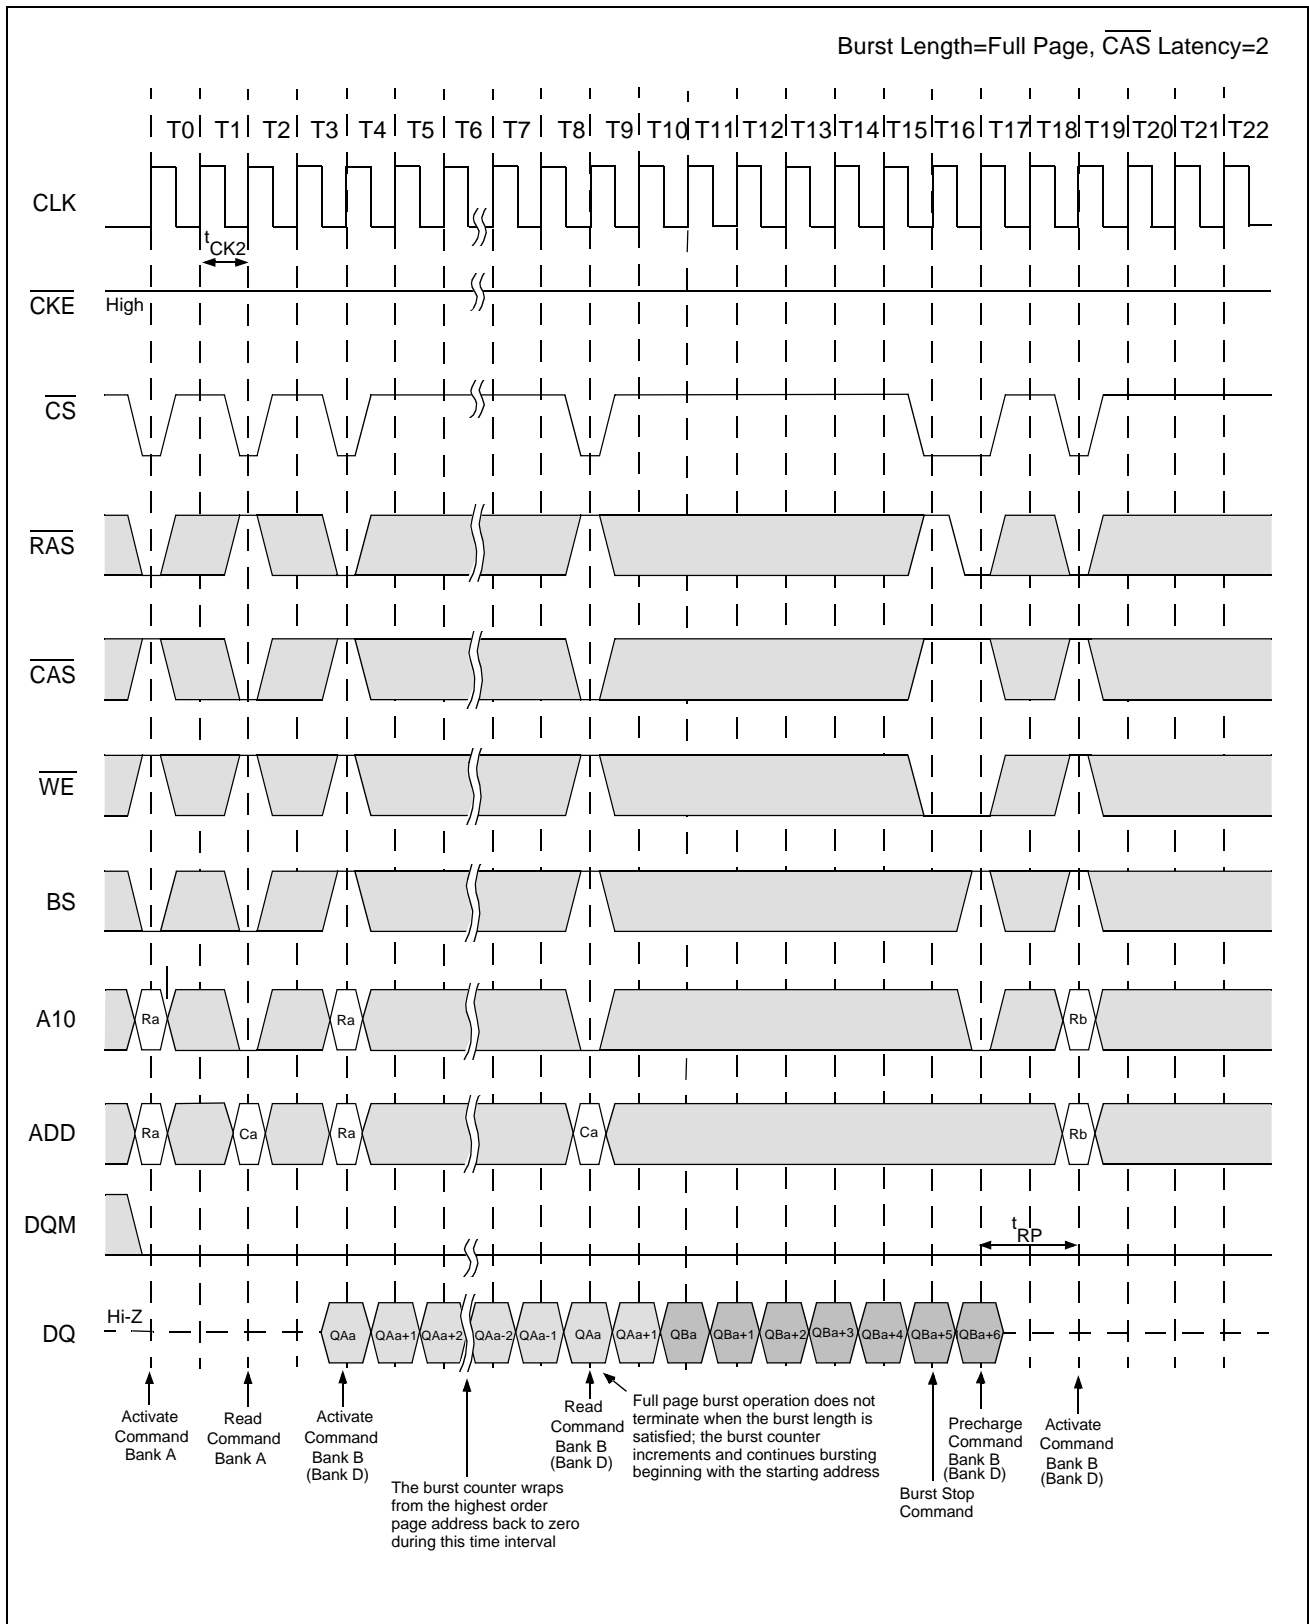 Burst Length=Full Page, CAS Latency=2
T0 T1 T2 T3 T4 T5 T6 T7 T8 T9 T10 T11 T12 T13 T14 T15 T16 T17 T18 T19 T20 T21 T22
CLK
tCK2
CKE High
CS
RAS
CAS
WE
BS
A10 Ra Ra Rb
ADD Ra Ca Ra Ca Rb
DQM
tRP
DQ Hi-Z QAa QAa+1 QAa+2 QAa-2 QAa-1 QAa QAa+1 QBa QBa+1 QBa+2 QBa+3 QBa+4 QBa+5 QBa+6
Activate
Command
Bank A
Read
Command
Bank A
Activate
Command
Bank B
(Bank D)
The burst counter wraps
from the highest order
page address back to zero
during this time interval
Read
Command
Bank B
(Bank D)
Full page burst operation does not
terminate when the burst length is
satisfied; the burst counter
increments and continues bursting
beginning with the starting address
Burst Stop
Command
Precharge
Command
Bank B
(Bank D)
Activate
Command
Bank B
(Bank D)